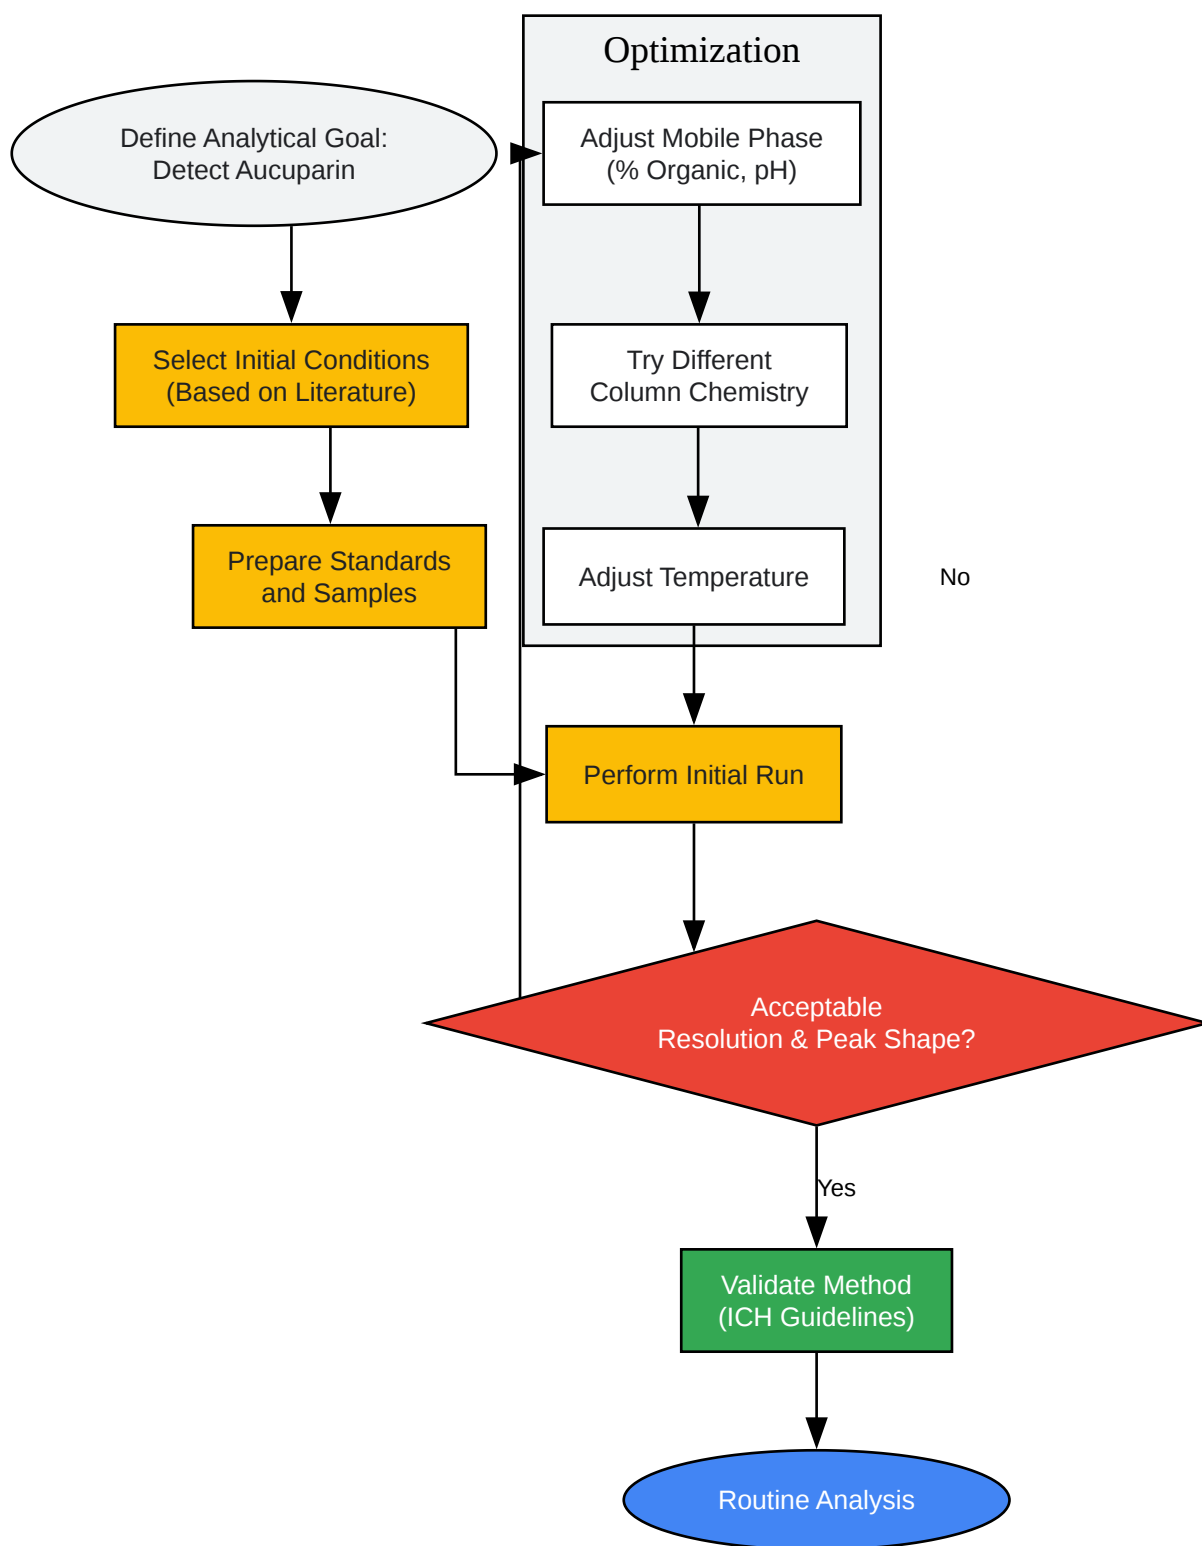 Optimization
Define Analytical Goal:
Detect Aucuparin
Adjust Mobile Phase
(% Organic, pH)
Select Initial Conditions
(Based on Literature)
Try Different
Column Chemistry
Prepare Standards
and Samples
Adjust Temperature
No
Perform Initial Run
Acceptable
Resolution & Peak Shape?
Yes
Validate Method
(ICH Guidelines)
Routine Analysis